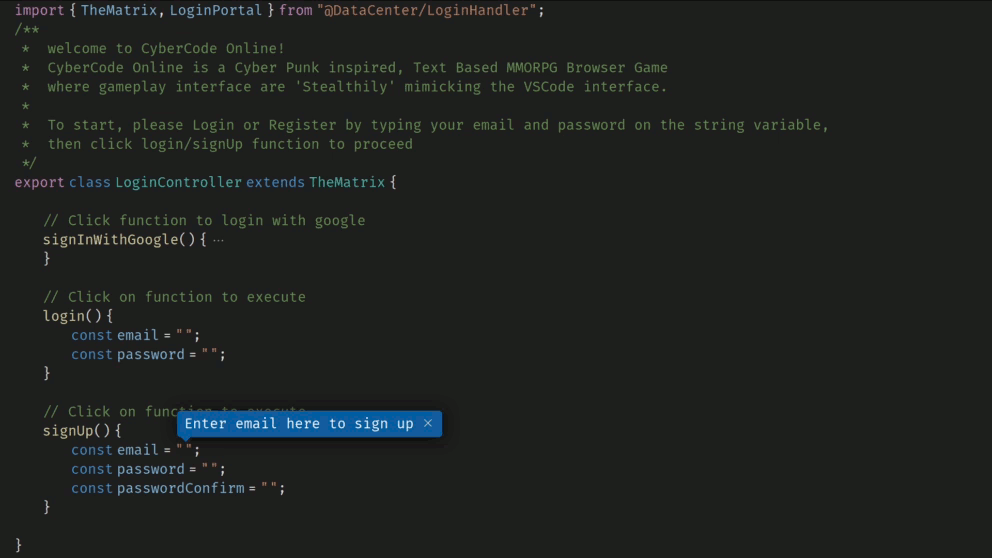 import { TheMatrix, LoginPortal } from "@DataCenter/LoginHandler";
/**
* welcome to CyberCode Online!
* CyberCode Online is a Cyber Punk inspired, Text Based MMORPG Browser Game
* where gameplay interface are 'Stealthily' mimicking the VSCode interface.
*
* To start, please Login or Register by typing your email and password on the string variable,
* then click login/signUp function to proceed
*/
export class LoginController extends TheMatrix {
// Click function to login with google
signInWithGoogle() { ···
}
// Click on function to execute
login() {
const email = "";
const password = "";
}
// Click on function to execute
Enter email here to sign up ×
signUp() {
const email = "";
const password = "";
const passwordConfirm = "";
}
}